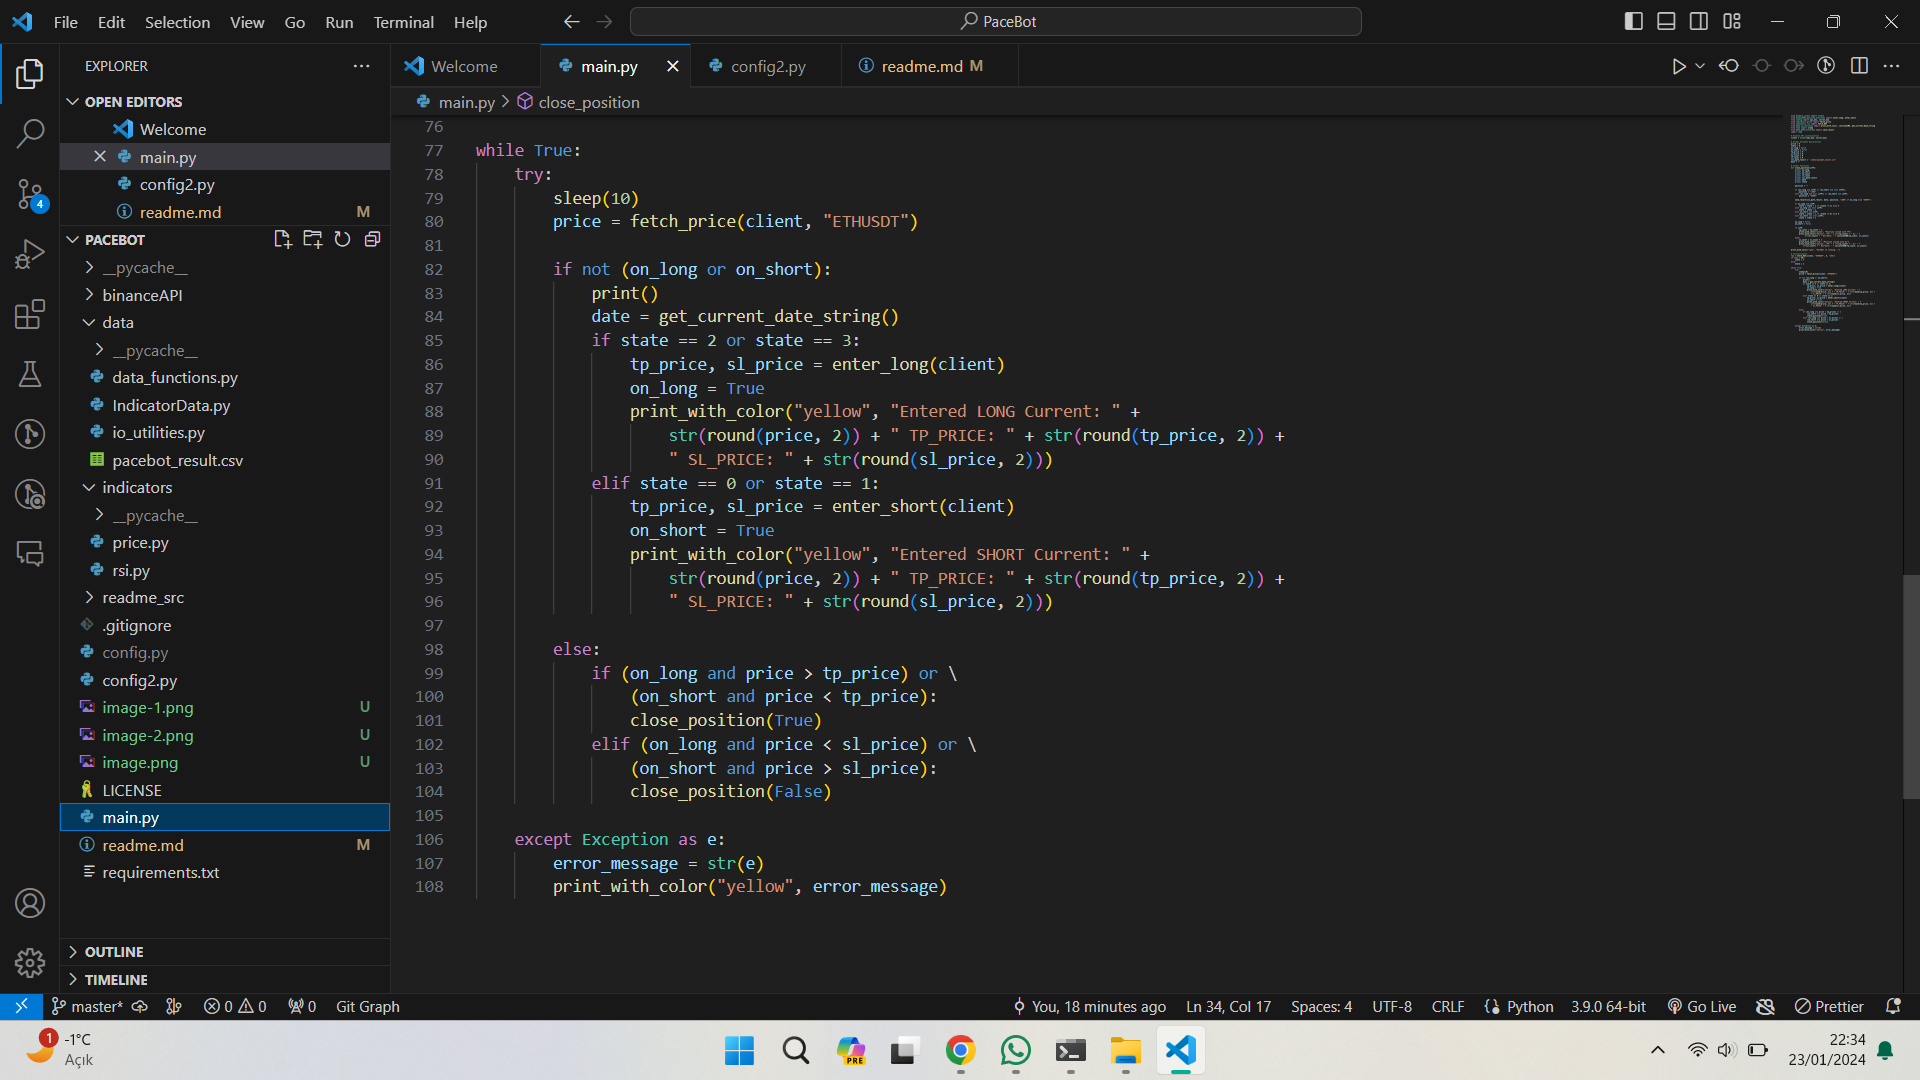 File Edit Selection View Go Run Terminal Help
PaceBot
EXPLORER
OPEN EDITORS
Welcome
main.py
config2.py
readme.md M
PACEBOT
__pycache__
binanceAPI
data
__pycache__
data_functions.py
IndicatorData.py
io_utilities.py
pacebot_result.csv
indicators
__pycache__
price.py
rsi.py
readme_src
.gitignore
config.py
config2.py
image-1.png U
image-2.png U
image.png U
LICENSE
main.py
readme.md M
requirements.txt
OUTLINE
TIMELINE
4
Welcome main.py config2.py readme.md M
main.py close_position
76
77 while True:
78 try:
79 sleep(10)
80 price = fetch_price(client, "ETHUSDT")
81
82 if not (on_long or on_short):
83 print()
84 date = get_current_date_string()
85 if state == 2 or state == 3:
86 tp_price, sl_price = enter_long(client)
87 on_long = True
88 print_with_color("yellow", "Entered LONG Current: " +
89 str(round(price, 2)) + " TP_PRICE: " + str(round(tp_price, 2)) +
90 " SL_PRICE: " + str(round(sl_price, 2)))
91 elif state == 0 or state == 1:
92 tp_price, sl_price = enter_short(client)
93 on_short = True
94 print_with_color("yellow", "Entered SHORT Current: " +
95 str(round(price, 2)) + " TP_PRICE: " + str(round(tp_price, 2)) +
96 " SL_PRICE: " + str(round(sl_price, 2)))
97
98 else:
99 if (on_long and price > tp_price) or \
100 (on_short and price < tp_price):
101 close_position(True)
102 elif (on_long and price < sl_price) or \
103 (on_short and price > sl_price):
104 close_position(False)
105
106 except Exception as e:
107 error_message = str(e)
108 print_with_color("yellow", error_message)
master* 0 0 0 Git Graph You, 18 minutes ago Ln 34, Col 17 Spaces: 4 UTF-8 CRLF Python 3.9.0 64-bit Go Live Prettier
1 -1°C
Açık
PRE
22:34
23/01/2024